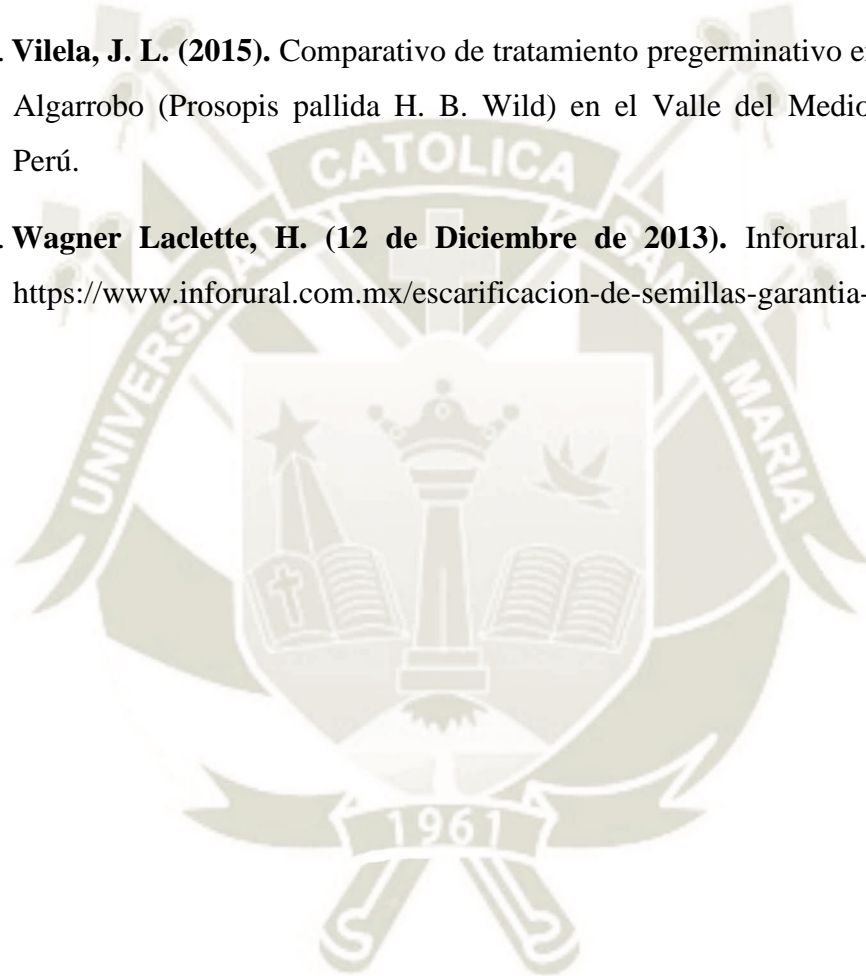 . Vilela, J. L. (2015). Comparativo de tratamiento pregerminativo e
Algarrobo (Prosopis pallida H. B. Wild) en el Valle del Medio
Perú.
. Wagner Laclette, H. (12 de Diciembre de 2013). Inforural.
https://www.inforural.com.mx/escarificacion-de-semillas-garantia-
UNIVERSIDAD CATOLICA SANTA MARIA
1961